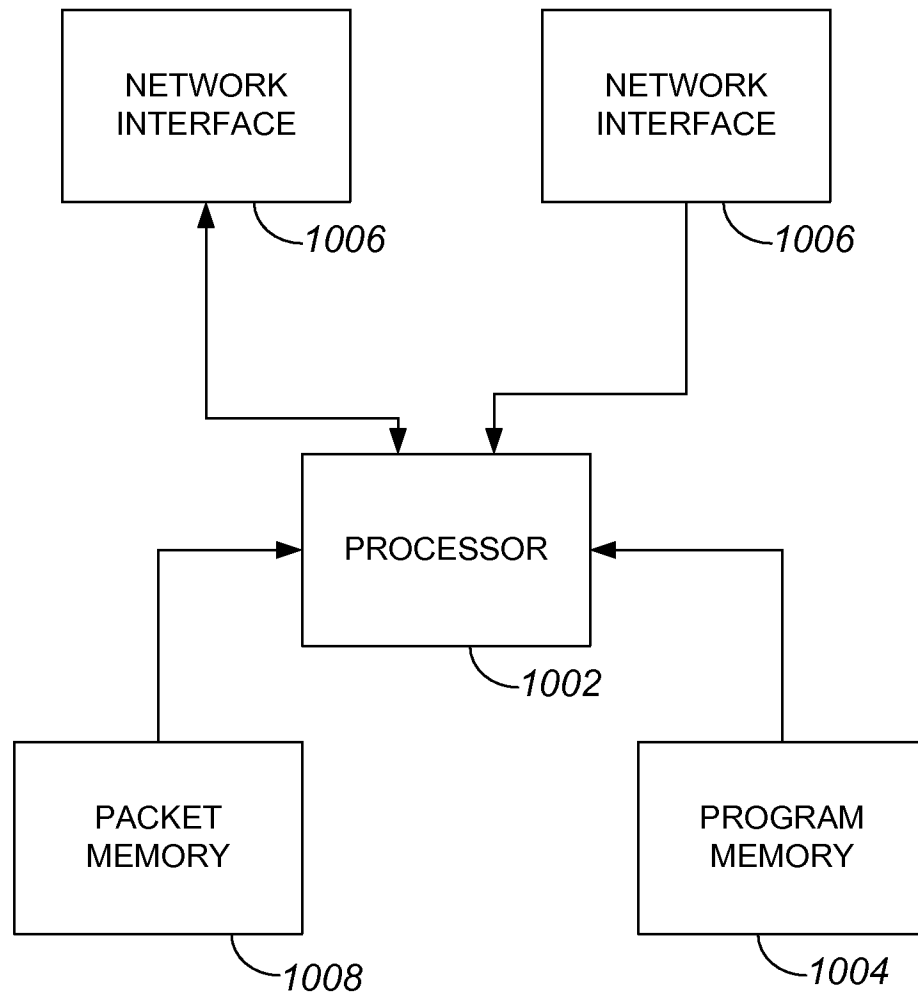 NETWORK
INTERFACE
1006
NETWORK
INTERFACE
1006
PROCESSOR
1002
PACKET
MEMORY
1008
PROGRAM
MEMORY
1004